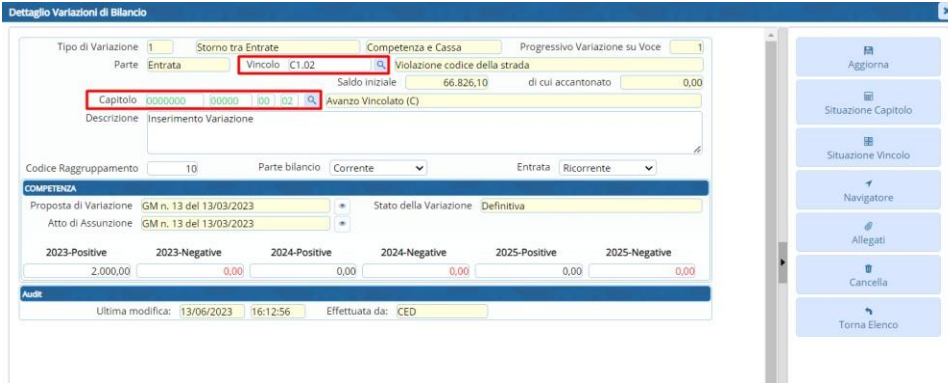 Dettaglio Variazioni di Bilancio
Tipo di Variazione 1 Storno tra Entrate Competenza e Cassa Progressivo Variazione su Voce 1
Parte Entrata Vincolo C1.02 Violazione codice della strada
Saldo iniziale 66.826,10 di cui accantonato 0,00
Capitolo 0000000 00000 00 02 Avanzo Vincolato (C)
Descrizione Inserimento Variazione
Codice Raggruppamento 10 Parte bilancio Corrente Entrata Ricorrente
COMPETENZA
Proposta di Variazione GM n. 13 del 13/03/2023 Stato della Variazione Definitiva
Atto di Assunzione GM n. 13 del 13/03/2023
2023-Positive 2023-Negative 2024-Positive 2024-Negative 2025-Positive 2025-Negative
2.000,00 0,00 0,00 0,00 0,00 0,00
Audit
Ultima modifica: 13/06/2023 16:12:56 Effettuata da: CED
Aggiorna
Situazione Capitolo
Situazione Vincolo
Navigatore
Allegati
Cancella
Torna Elenco